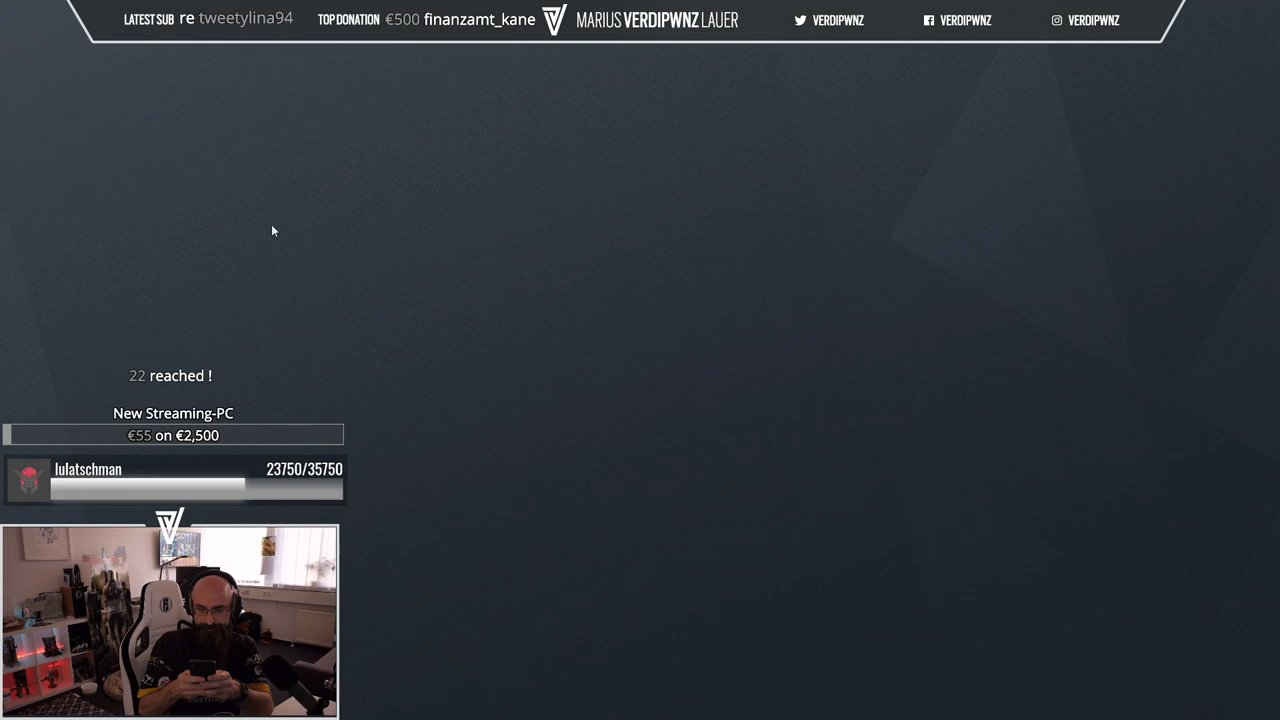 LATEST SUB re tweetylina94 TOP DONATION €500 finanzamt_kane MARIUS VERDIPWNZ LAUER VERDIPWNZ VERDIPWNZ VERDIPWNZ
22 reached !
New Streaming-PC
€55 on €2,500
lulatschman 23750/35750